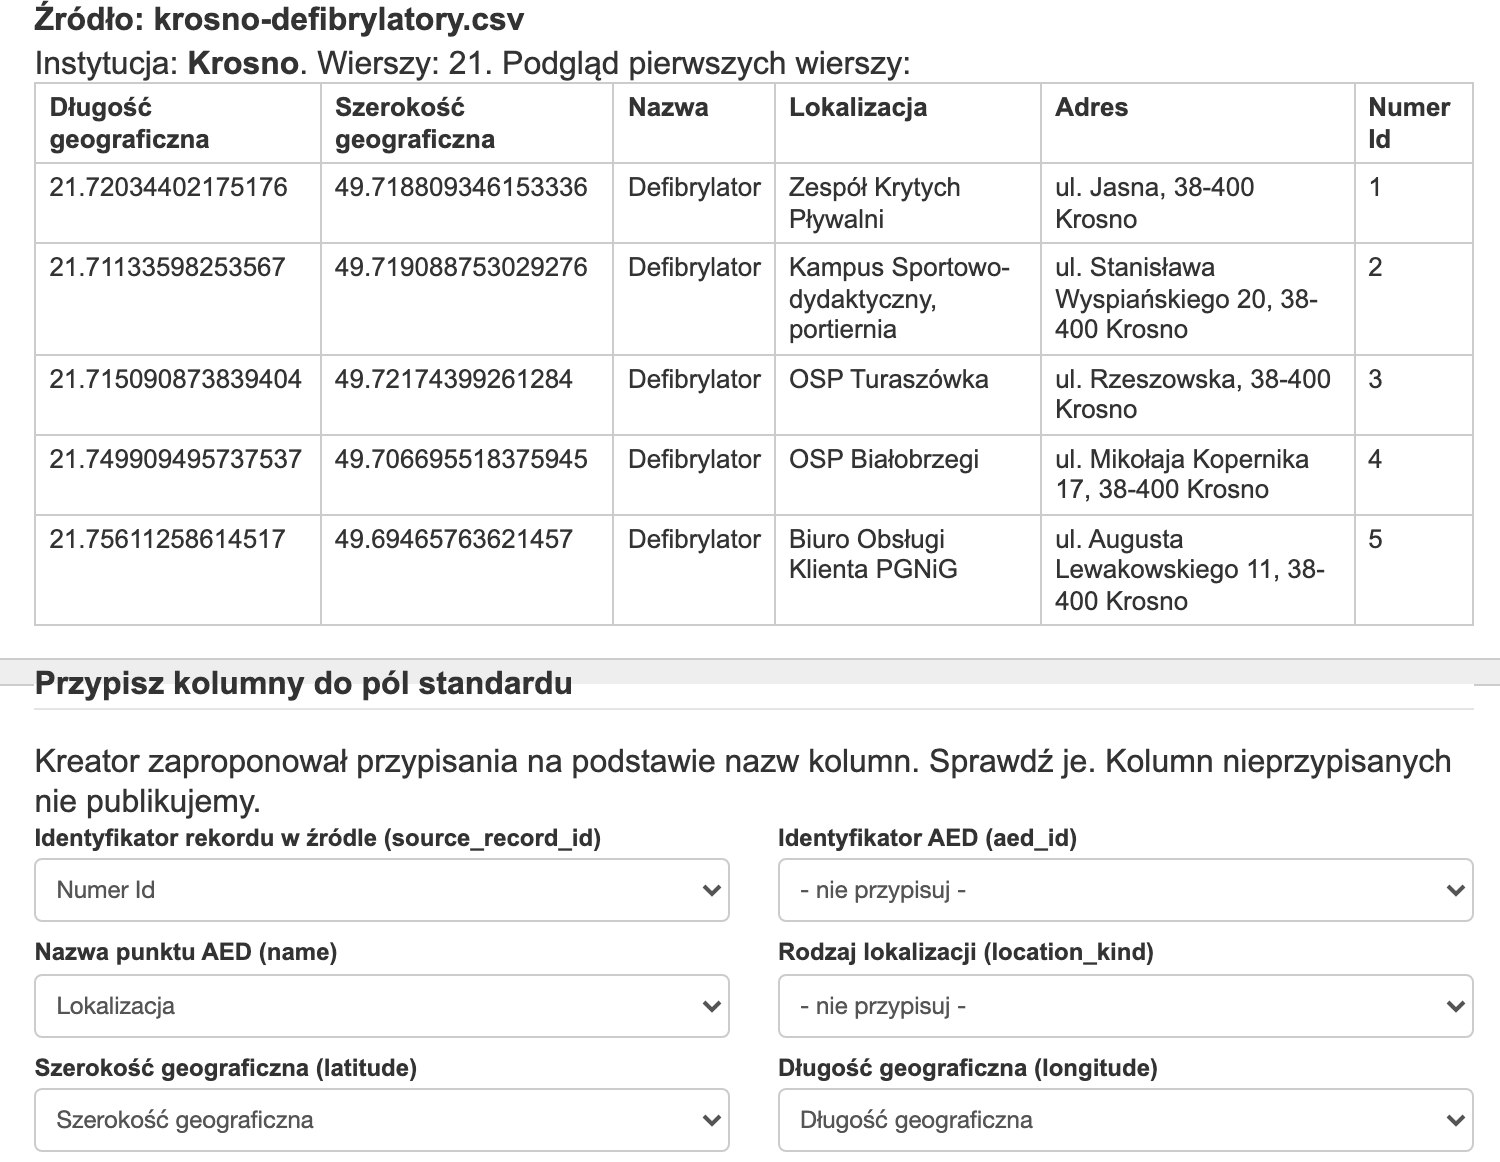 Źródło: krosno-defibrylatory.csv
Instytucja: Krosno. Wierszy: 21. Podgląd pierwszych wierszy:
Długość geograficzna Szerokość geograficzna Nazwa Lokalizacja Adres Numer Id
21.72034402175176 49.718809346153336 Defibrylator Zespół Krytych Pływalni ul. Jasna, 38-400 Krosno 1
21.71133598253567 49.719088753029276 Defibrylator Kampus Sportowo-dydaktyczny, portiernia ul. Stanisława Wyspiańskiego 20, 38-400 Krosno 2
21.715090873839404 49.72174399261284 Defibrylator OSP Turaszówka ul. Rzeszowska, 38-400 Krosno 3
21.749909495737537 49.706695518375945 Defibrylator OSP Białobrzegi ul. Mikołaja Kopernika 17, 38-400 Krosno 4
21.75611258614517 49.69465763621457 Defibrylator Biuro Obsługi Klienta PGNiG ul. Augusta Lewakowskiego 11, 38-400 Krosno 5
Przypisz kolumny do pól standardu
Kreator zaproponował przypisania na podstawie nazw kolumn. Sprawdź je. Kolumn nieprzypisanych
nie publikujemy.
Identyfikator rekordu w źródle (source_record_id) Identyfikator AED (aed_id)
Numer Id - nie przypisuj -
Nazwa punktu AED (name) Rodzaj lokalizacji (location_kind)
Lokalizacja - nie przypisuj -
Szerokość geograficzna (latitude) Długość geograficzna (longitude)
Szerokość geograficzna Długość geograficzna